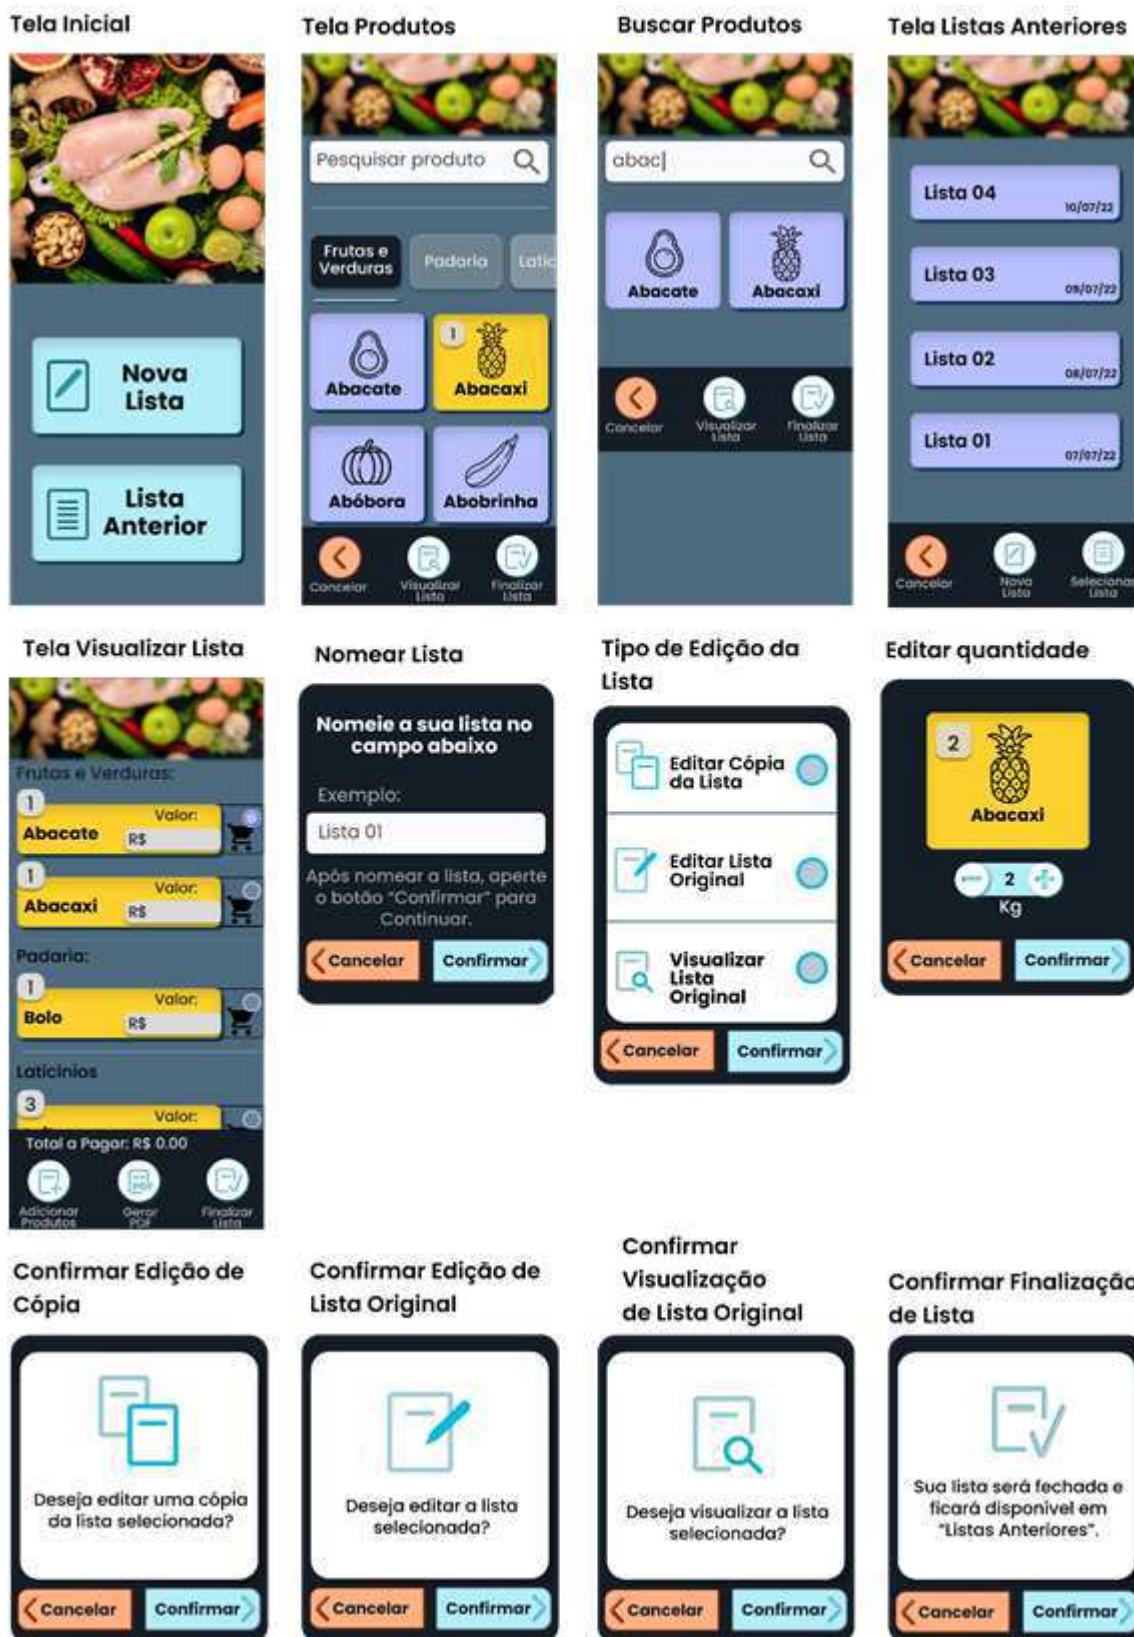 Tela Inicial
Nova
Lista
Lista
Anterior
Tela Produtos
Pesquisar produto
Frutas e
Verduras
Padaria
Latic
Abacate
1
Abacaxi
Abóbora
Abobrinha
Cancelar
Visualizar
Lista
Finalizar
Lista
Buscar Produtos
abac
Abacate
Abacaxi
Cancelar
Visualizar
Lista
Finalizar
Lista
Tela Listas Anteriores
Lista 04
10/07/22
Lista 03
09/07/22
Lista 02
08/07/22
Lista 01
07/07/22
Cancelar
Nova
Lista
Selecionar
Lista
Tela Visualizar Lista
Frutas e Verduras:
1
Valor:
Abacate
R$
1
Valor:
Abacaxi
R$
Padaria:
1
Valor:
Bolo
R$
Laticínios
3
Valor:
Total a Pagar: R$ 0.00
Adicionar
Produtos
PDF
Gerar
PDF
Finalizar
Lista
Nomear Lista
Nomeie a sua lista no
campo abaixo
Exemplo:
Lista 01
Após nomear a lista, aperte
o botão “Confirmar” para
Continuar.
Cancelar
Confirmar
Tipo de Edição da
Lista
Editar Cópia
da Lista
Editar Lista
Original
Visualizar
Lista
Original
Cancelar
Confirmar
Editar quantidade
2
Abacaxi
2
Kg
Cancelar
Confirmar
Confirmar Edição de
Cópia
Deseja editar uma cópia
da lista selecionada?
Cancelar
Confirmar
Confirmar Edição de
Lista Original
Deseja editar a lista
selecionada?
Cancelar
Confirmar
Confirmar
Visualização
de Lista Original
Deseja visualizar a lista
selecionada?
Cancelar
Confirmar
Confirmar Finalização
de Lista
Sua lista será fechada e
ficará disponível em
“Listas Anteriores”.
Cancelar
Confirmar